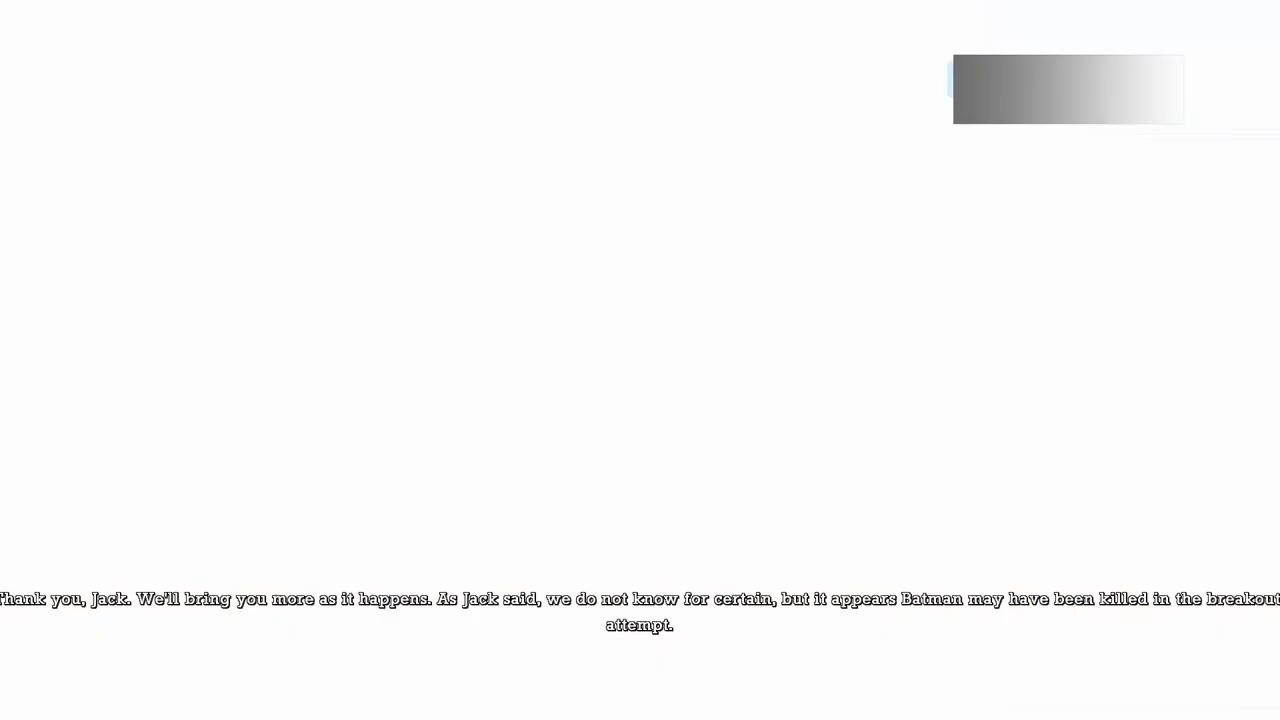 Thank you, Jack. We'll bring you more as it happens. As Jack said, we do not know for certain, but it appears Batman may have been killed in the breakout
attempt.